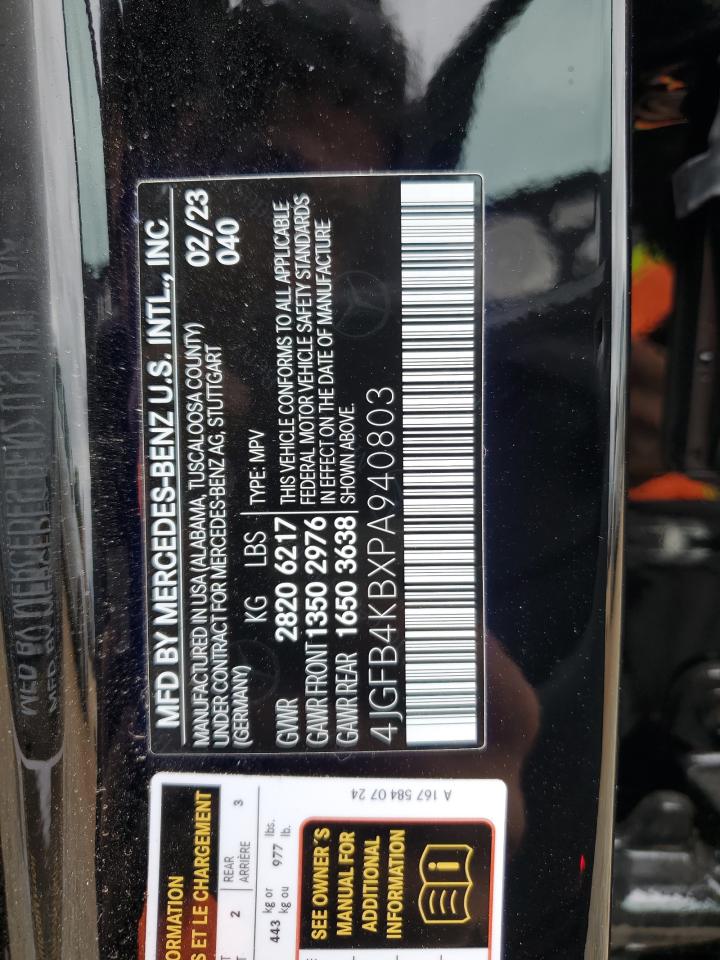 MFD BY MERCEDES-BENZ U.S. INTL., INC
MANUFACTURED IN USA (ALABAMA, TUSCALOOSA COUNTY) 02/23
UNDER CONTRACT FOR MERCEDES-BENZ AG, STUTTGART 040
(GERMANY)
KG LBS TYPE: MPV
GVWR 2820 6217 THIS VEHICLE CONFORMS TO ALL APPLICABLE
GAWR FRONT 1350 2976 FEDERAL MOTOR VEHICLE SAFETY STANDARDS
IN EFFECT ON THE DATE OF MANUFACTURE
GAWR REAR 1650 3638 SHOWN ABOVE.
4JGFB4KBXPA940803
ORMATION
S ET LE CHARGEMENT
2 REAR 3
ARRIÈRE
443 kg or 977 lbs.
kg ou lb.
SEE OWNER'S
MANUAL FOR
ADDITIONAL
INFORMATION
A 167 584 07 24